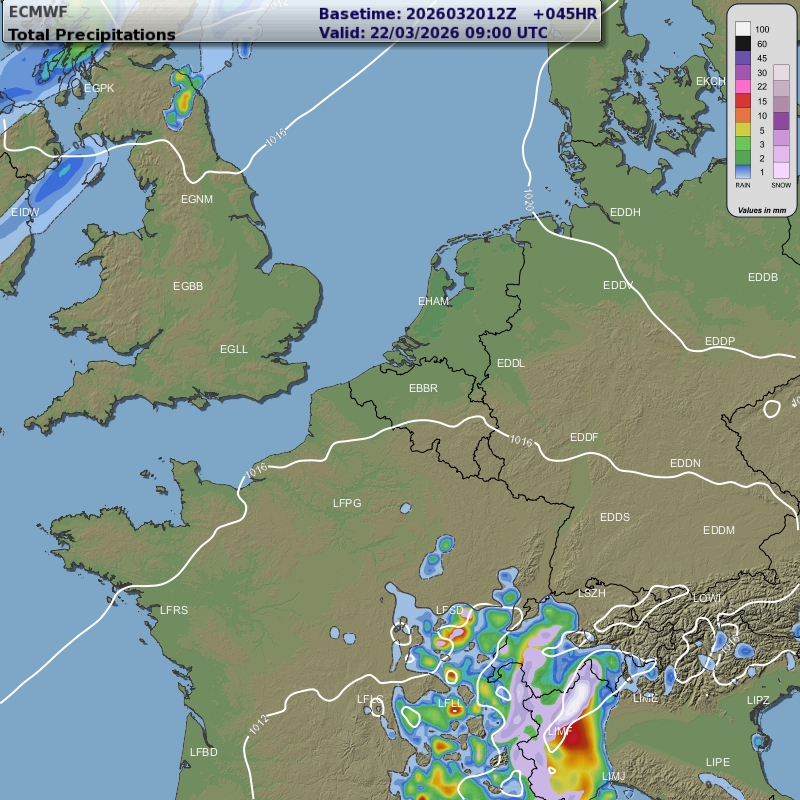 ECMWF
Total Precipitations
Basetime: 2026032012Z +045HR
Valid: 22/03/2026 09:00 UTC
100
60
45
30
22
15
10
5
3
2
1
RAIN
SNOW
Values in mm
EGPK
EKCH
1016
EIDW
EGNM
1020
EDDH
EGBB
EDDV
EDDB
EHAM
EGLL
EDDP
EDDL
EBBR
1016
EDDF
1016
EDDN
LFPG
EDDS
EDDM
LFRS
LFSD
LSZH
LOWI
LFLC
LFLL
LIMZ
LIPZ
1012
LIMF
LFBD
LIPE
LIMJ